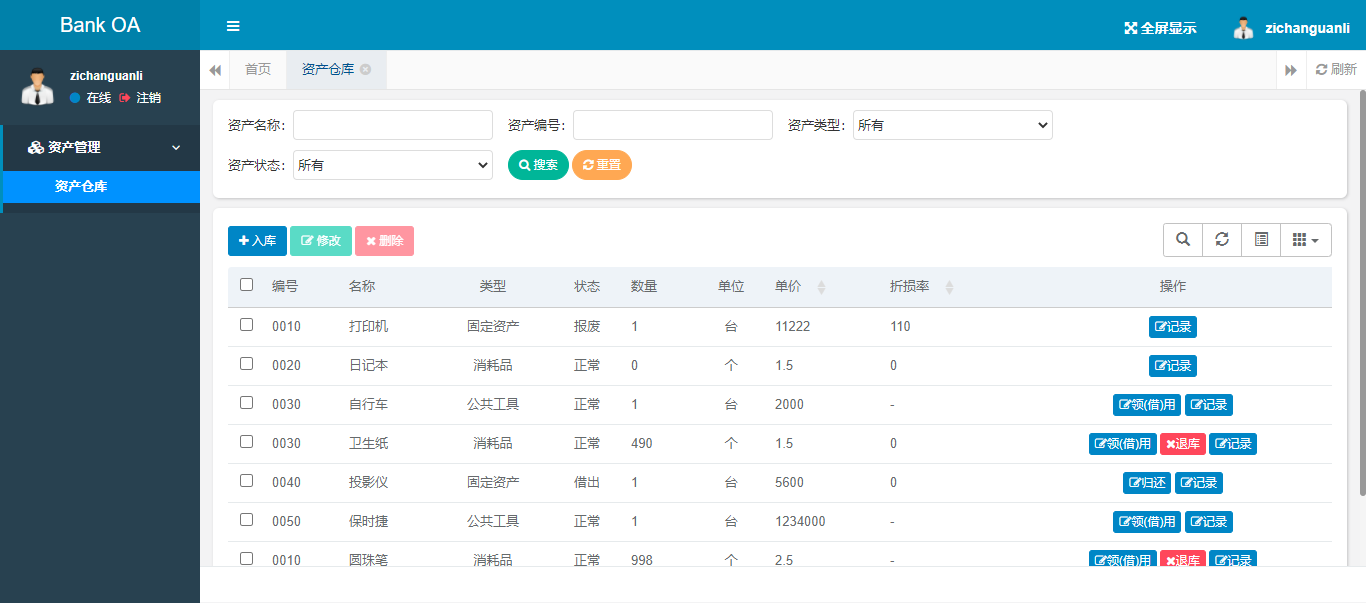 Bank OA
全屏显示 zichanguanli
zichanguanli
在线 注销
资产管理
资产仓库
首页 资产仓库 刷新
资产名称： 资产编号： 资产类型： 所有
资产状态： 所有 搜索 重置
入库 修改 删除
编号 名称 类型 状态 数量 单位 单价 折损率 操作
0010 打印机 固定资产 报废 1 台 11222 110 记录
0020 日记本 消耗品 正常 0 个 1.5 0 记录
0030 自行车 公共工具 正常 1 台 2000 - 领(借)用 记录
0030 卫生纸 消耗品 正常 490 个 1.5 0 领(借)用 退库 记录
0040 投影仪 固定资产 借出 1 台 5600 0 归还 记录
0050 保时捷 公共工具 正常 1 台 1234000 - 领(借)用 记录
0010 圆珠笔 消耗品 正常 998 个 2.5 - 领(借)用 退库 记录